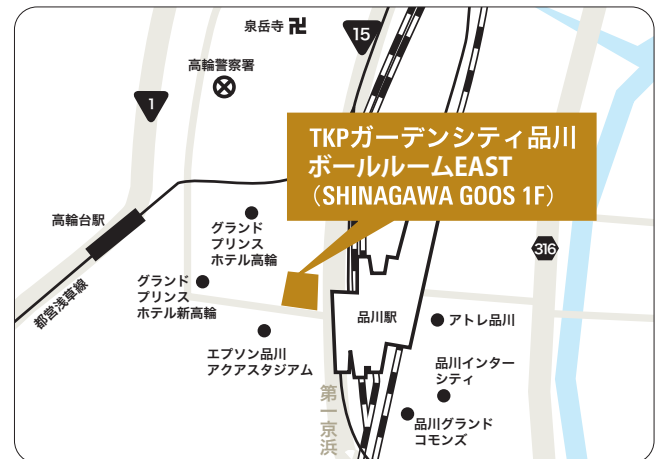 泉岳寺
15
高輪警察署
1
TKPガーデンシティ品川
ボールルームEAST
（SHINAGAWA GOOS 1F）
高輪台駅
グランド
プリンス
ホテル高輪
316
グランド
プリンス
ホテル新高輪
都営浅草線
品川駅
アトレ品川
エプソン品川
アクアスタジアム
品川インター
シティ
第一京浜
品川グランド
コモンズ